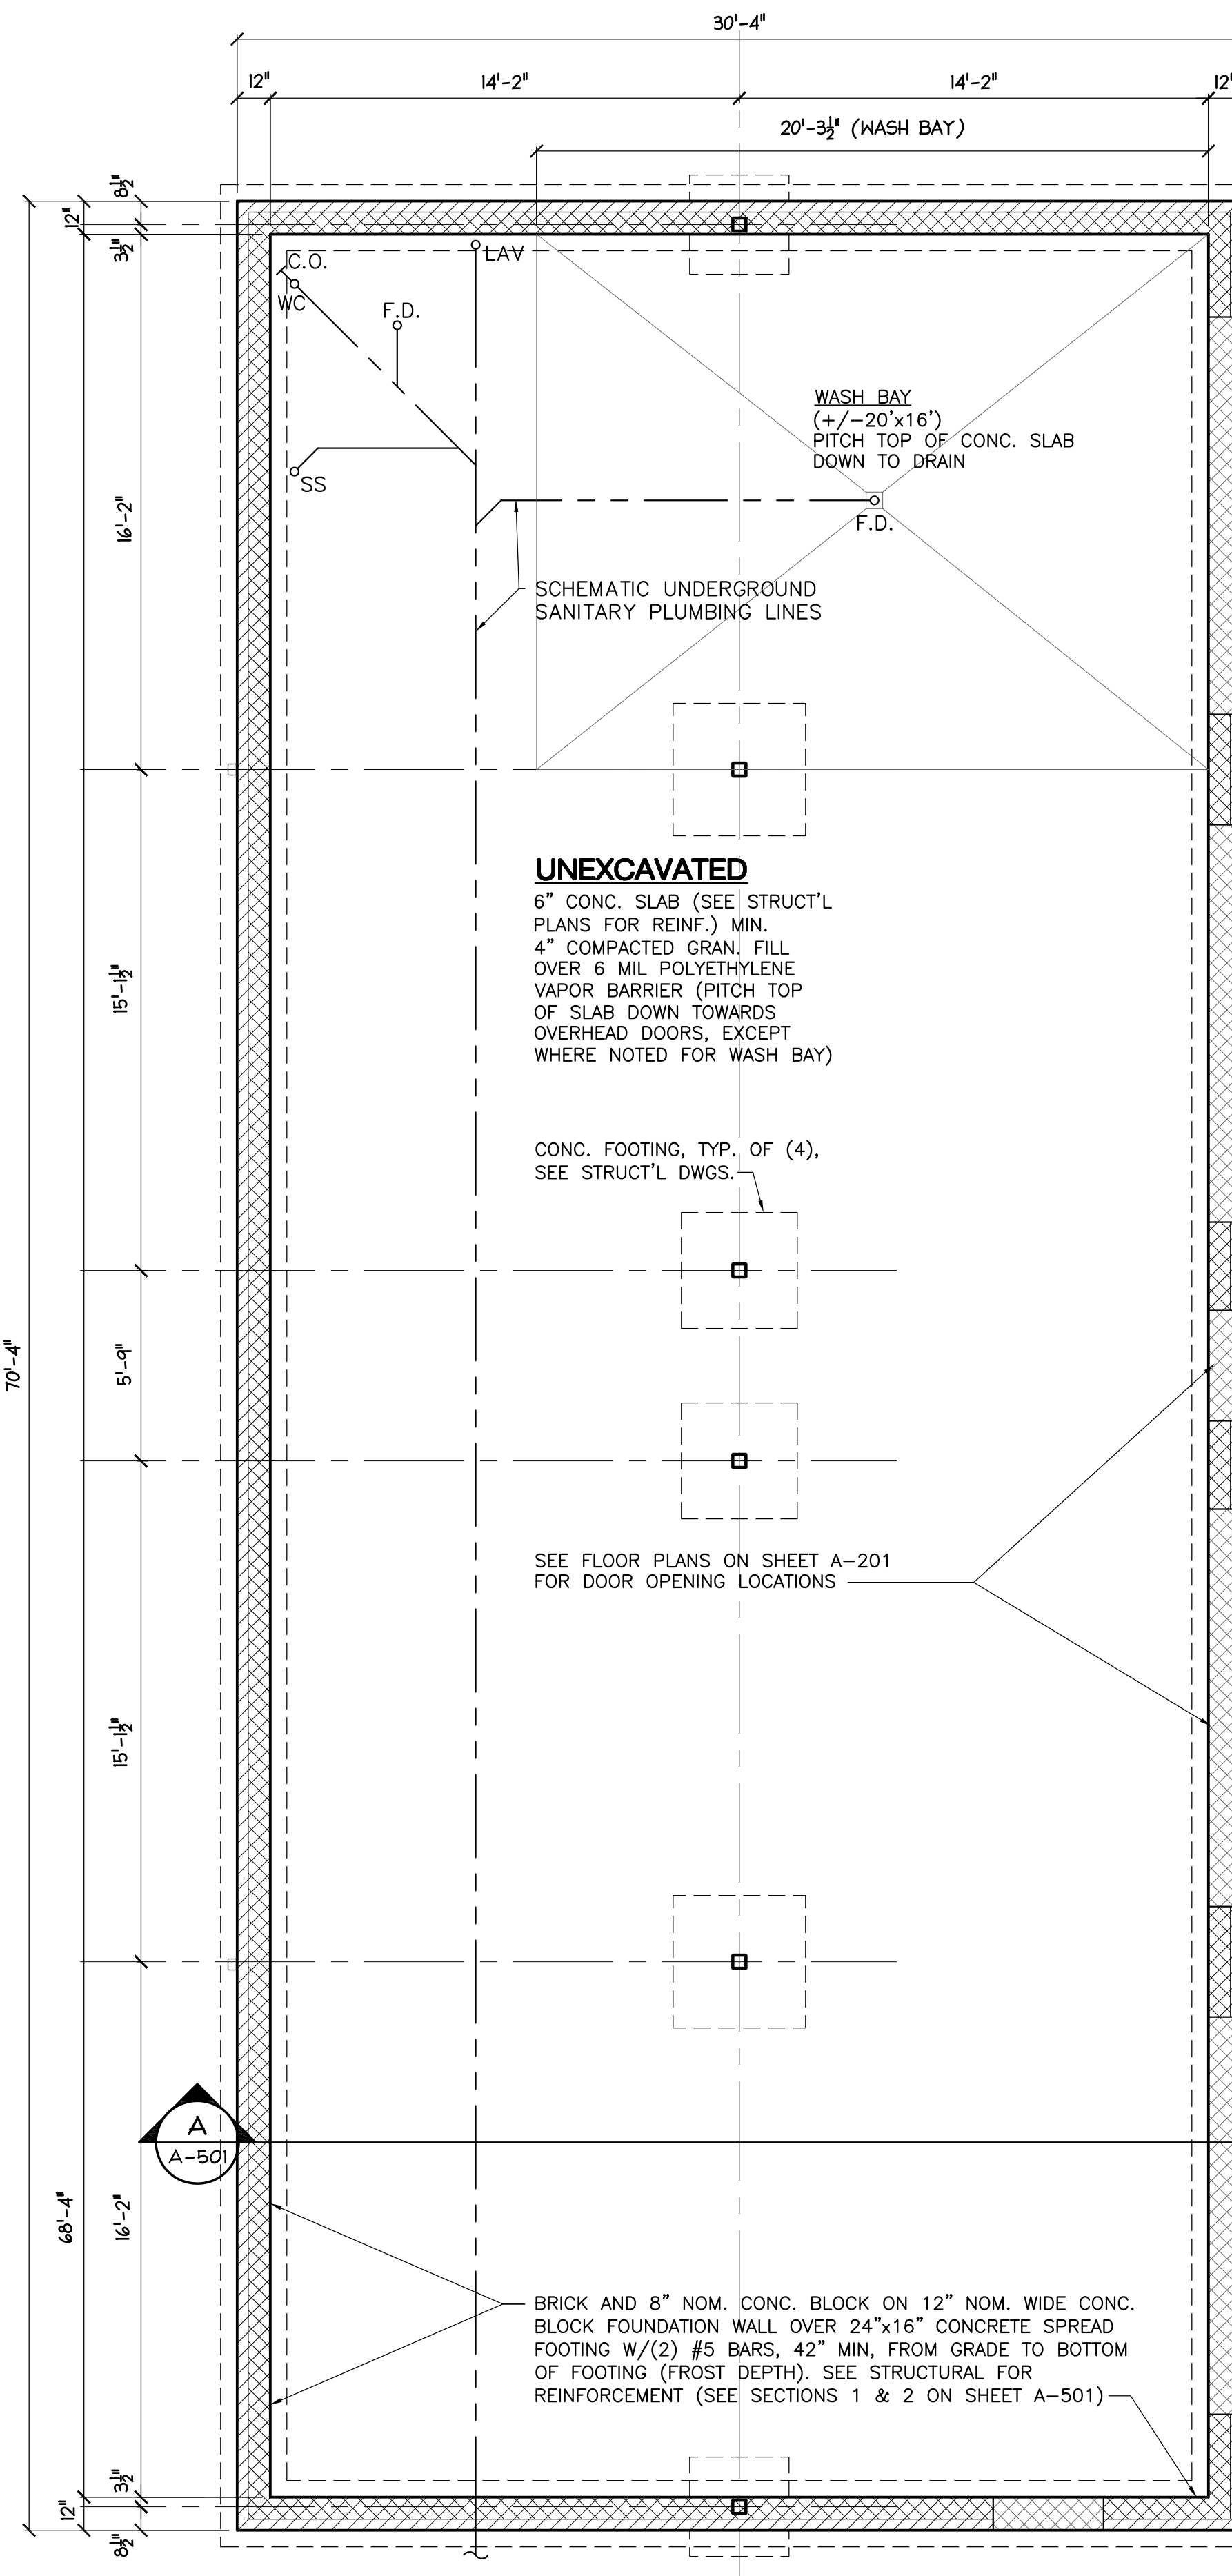 30'-4"
12" 14'-2" 14'-2" 12"
20'-3½" (WASH BAY)
8½"
12"
3½"
C.O.
WC
LAV
F.D.
SS
WASH BAY
(+/-20'x16')
PITCH TOP OF CONC. SLAB
DOWN TO DRAIN
F.D.
16'-2"
SCHEMATIC UNDERGROUND
SANITARY PLUMBING LINES
UNEXCAVATED
6" CONC. SLAB (SEE STRUCT'L
PLANS FOR REINF.) MIN.
4" COMPACTED GRAN. FILL
OVER 6 MIL POLYETHYLENE
VAPOR BARRIER (PITCH TOP
OF SLAB DOWN TOWARDS
OVERHEAD DOORS, EXCEPT
WHERE NOTED FOR WASH BAY)
15'-1½"
CONC. FOOTING, TYP. OF (4),
SEE STRUCT'L DWGS.
70'-4"
5'-9"
SEE FLOOR PLANS ON SHEET A-201
FOR DOOR OPENING LOCATIONS
15'-1½"
A
A-501
68'-4"
16'-2"
BRICK AND 8" NOM. CONC. BLOCK ON 12" NOM. WIDE CONC.
BLOCK FOUNDATION WALL OVER 24"x16" CONCRETE SPREAD
FOOTING W/(2) #5 BARS, 42" MIN, FROM GRADE TO BOTTOM
OF FOOTING (FROST DEPTH). SEE STRUCTURAL FOR
REINFORCEMENT (SEE SECTIONS 1 & 2 ON SHEET A-501)
3½"
12"
8½"